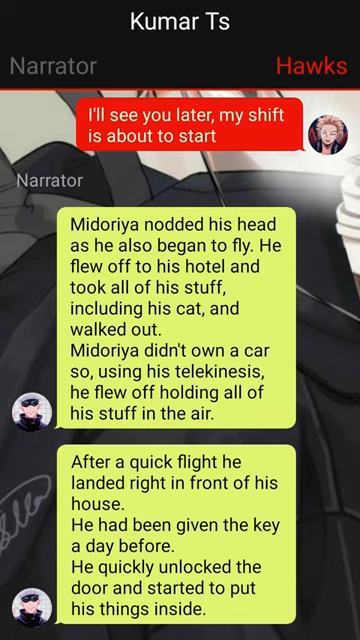 Kumar Ts
Narrator Hawks
I'll see you later, my shift
is about to start
Narrator
Midoriya nodded his head
as he also began to fly. He
flew off to his hotel and
took all of his stuff,
including his cat, and
walked out.
Midoriya didn't own a car
so, using his telekinesis,
he flew off holding all of
his stuff in the air.
After a quick flight he
landed right in front of his
house.
He had been given the key
a day before.
He quickly unlocked the
door and started to put
his things inside.